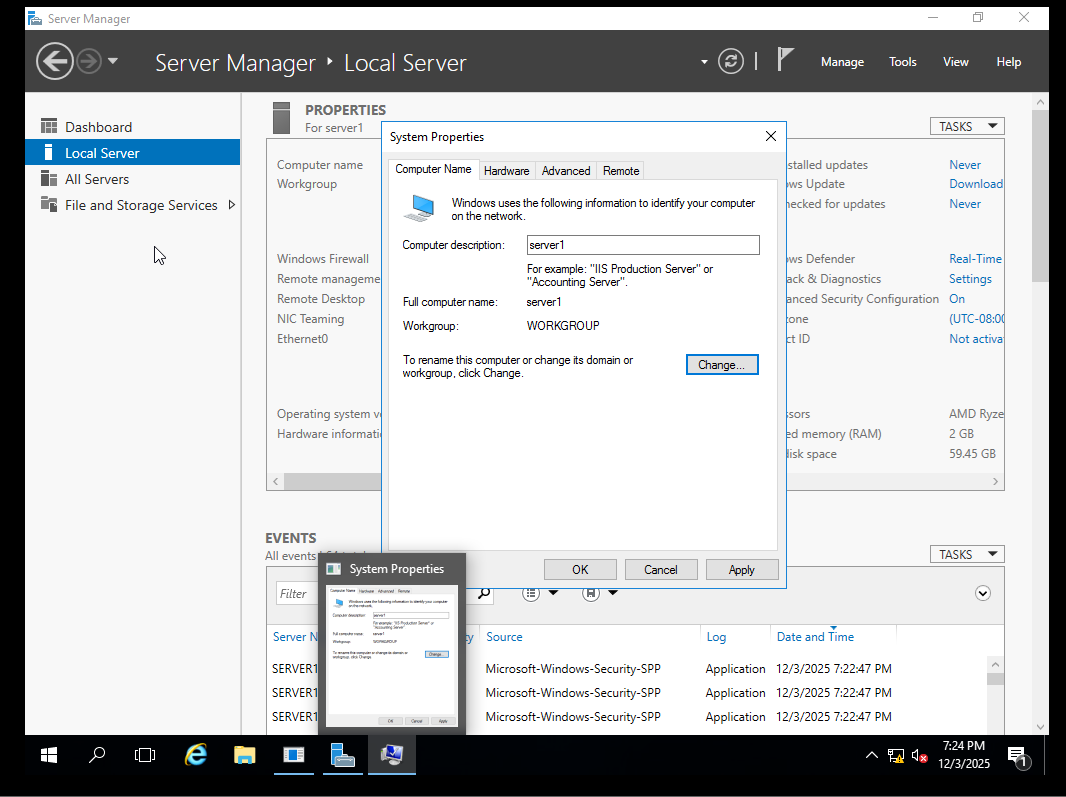 Server Manager
Server Manager ‣ Local Server
Manage Tools View Help
Dashboard
Local Server
All Servers
File and Storage Services
PROPERTIES
For server1
TASKS
Computer name
Workgroup
Windows Firewall
Remote manageme
Remote Desktop
NIC Teaming
Ethernet0
Operating system v
Hardware informati
System Properties
Computer Name Hardware Advanced Remote
Windows uses the following information to identify your computer
on the network.
Computer description: server1
For example: "IIS Production Server" or
"Accounting Server".
Full computer name: server1
Workgroup: WORKGROUP
To rename this computer or change its domain or
workgroup, click Change.
Change...
OK Cancel Apply
stalled updates Never
ws Update Download
hecked for updates Never
ws Defender Real-Time
ack & Diagnostics Settings
anced Security Configuration On
zone (UTC-08:00
ct ID Not activa
ssors AMD Ryze
ed memory (RAM) 2 GB
disk space 59.45 GB
EVENTS
All events
TASKS
Filter
Server N Source Log Date and Time
SERVER1 Microsoft-Windows-Security-SPP Application 12/3/2025 7:22:47 PM
SERVER1 Microsoft-Windows-Security-SPP Application 12/3/2025 7:22:47 PM
SERVER1 Microsoft-Windows-Security-SPP Application 12/3/2025 7:22:47 PM
System Properties
7:24 PM
12/3/2025
1